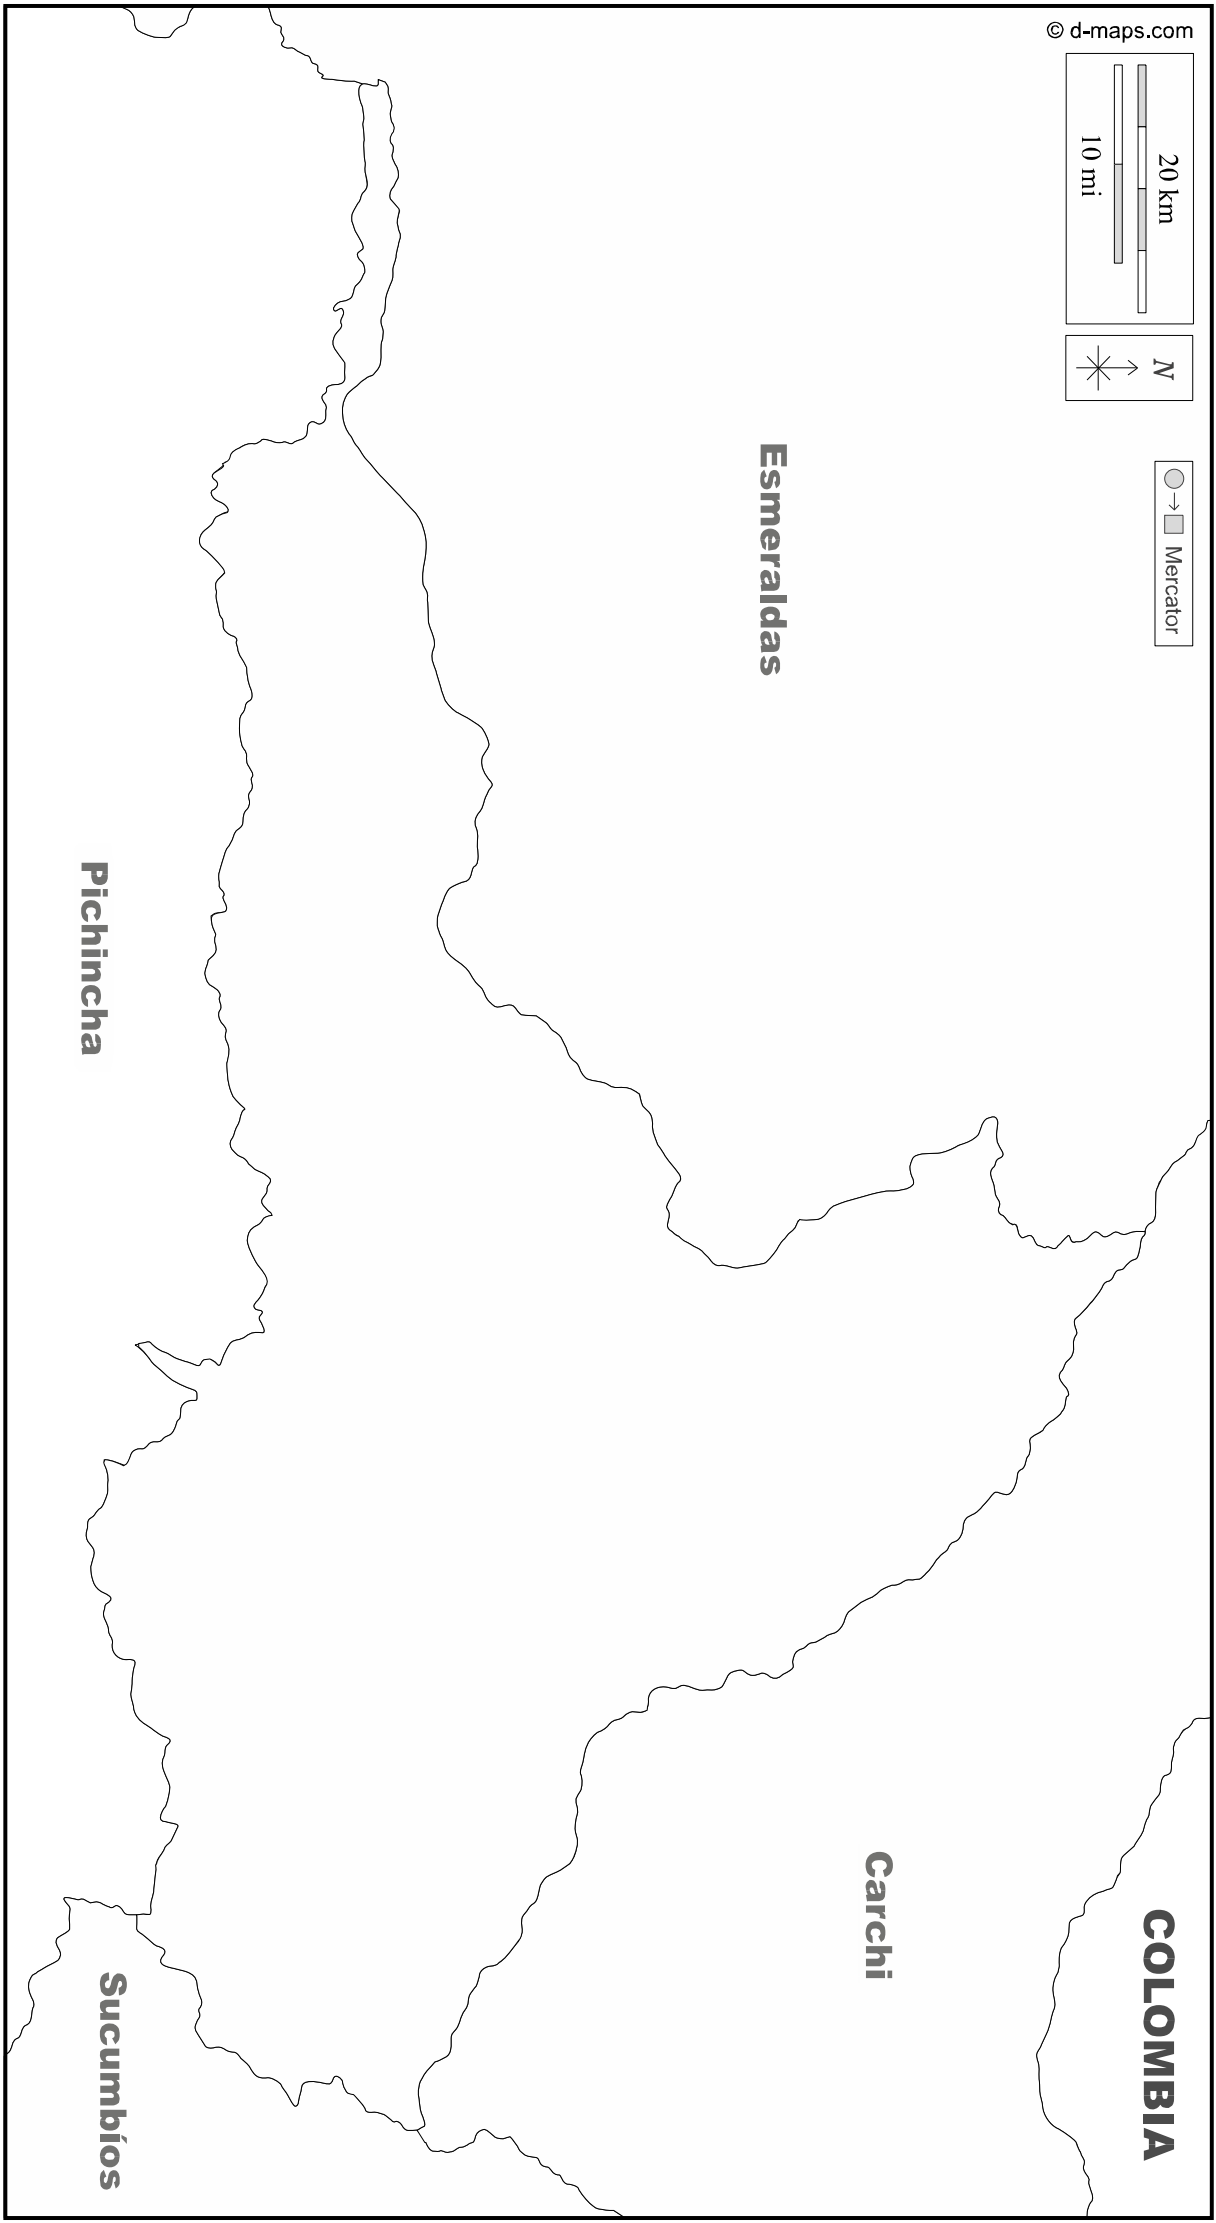 © d-maps.com
20 km
10 mi
N
Mercator
Esmeraldas
COLOMBIA
Carchi
Pichincha
Sucumbíos